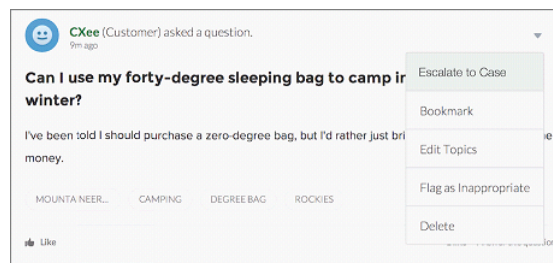 CXee (Customer) asked a question.
9m ago
Can I use my forty-degree sleeping bag to camp in
winter?
I've been told I should purchase a zero-degree bag, but I'd rather just bri
money.
MOUNTA NEER... CAMPING DEGREE BAG ROCKIES
Like
Escalate to Case
Bookmark
Edit Topics
Flag as Inappropriate
Delete